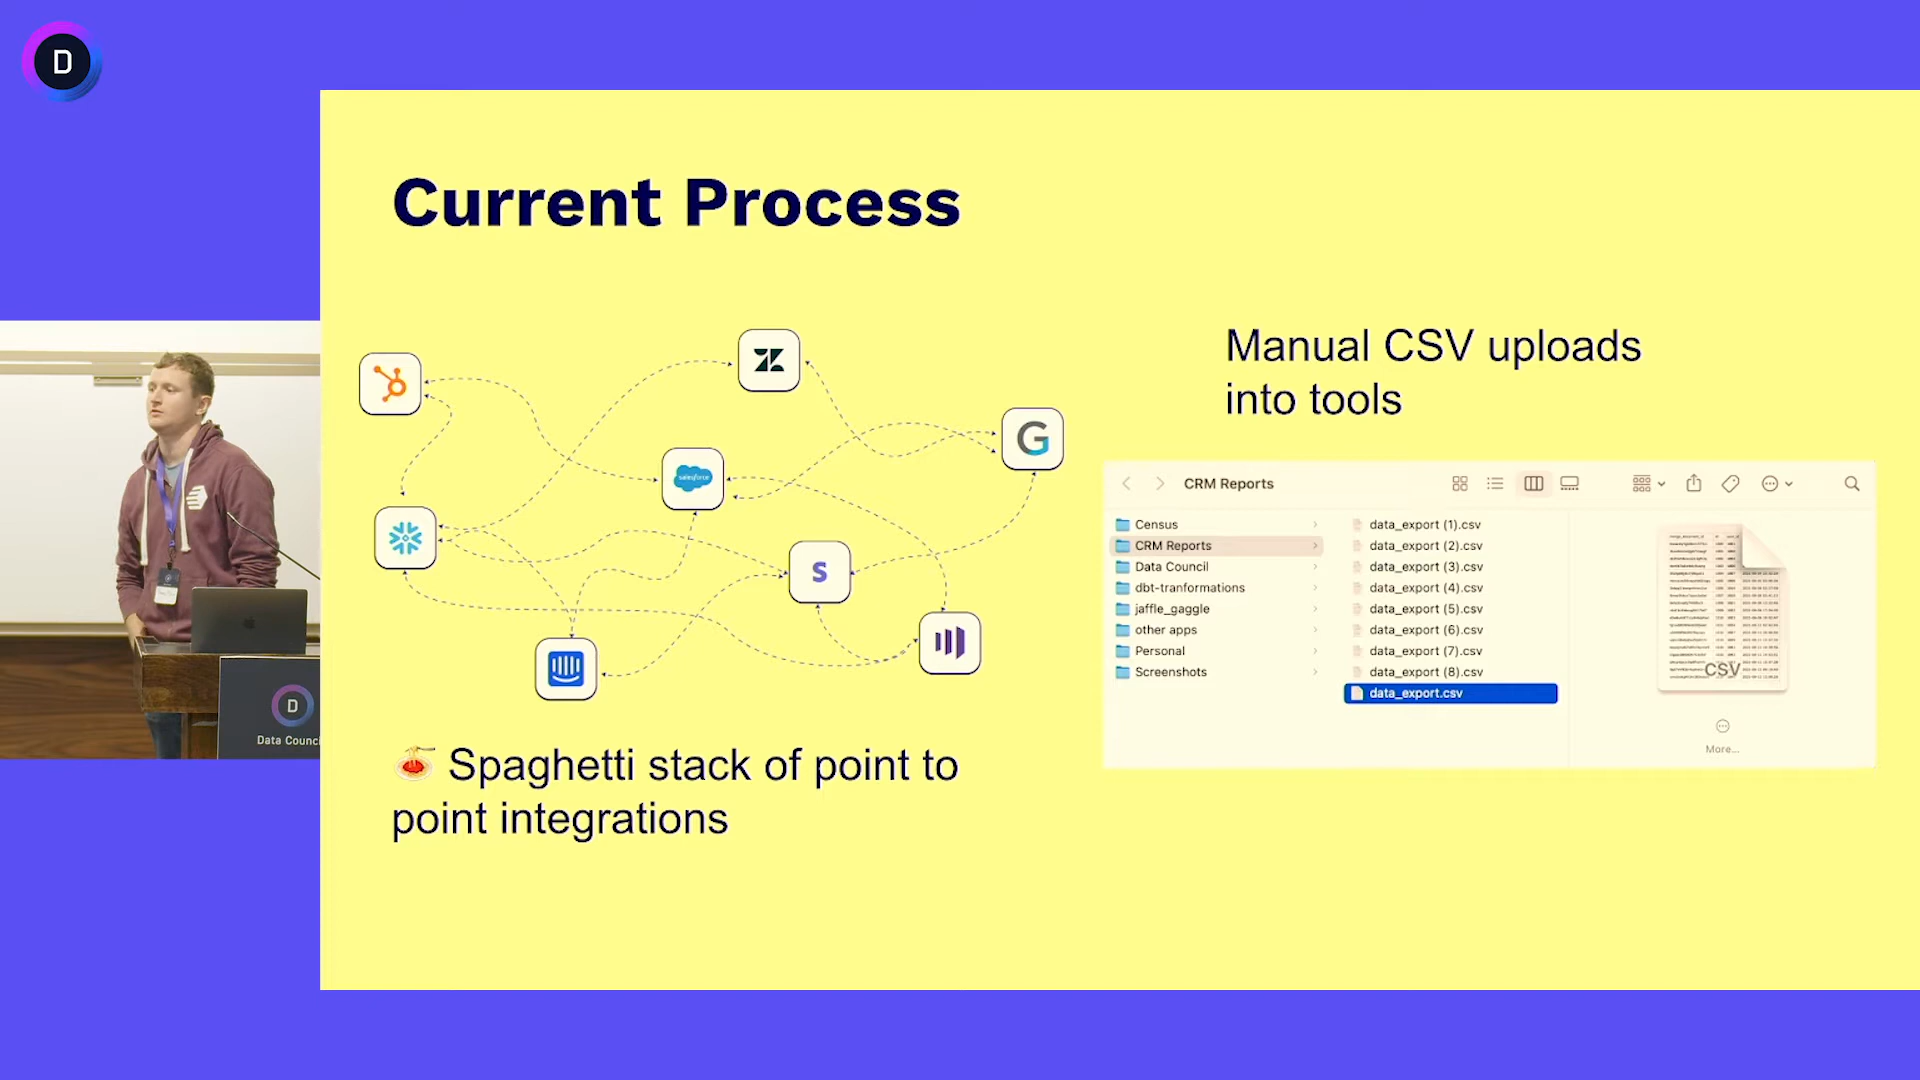 D
Current Process
salesforce
G
S
🍝 Spaghetti stack of point to
point integrations
Manual CSV uploads
into tools
CRM Reports
Census
CRM Reports
Data Council
dbt-tranformations
jaffle_gaggle
other apps
Personal
Screenshots
data_export (1).csv
data_export (2).csv
data_export (3).csv
data_export (4).csv
data_export (5).csv
data_export (6).csv
data_export (7).csv
data_export (8).csv
data_export.csv
CSV
More...
D
Data Counci